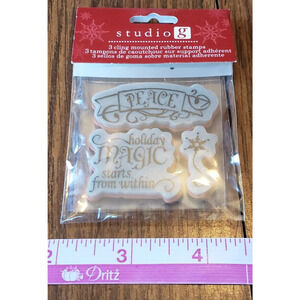 studio g
3 cling mounted rubber stamps
3 tampons de caoutchouc sur support adhérent
3 sellos de goma sobre material adherente
PEACE
holiday
MAGIC
starts
from within
2 3 4
Dritz